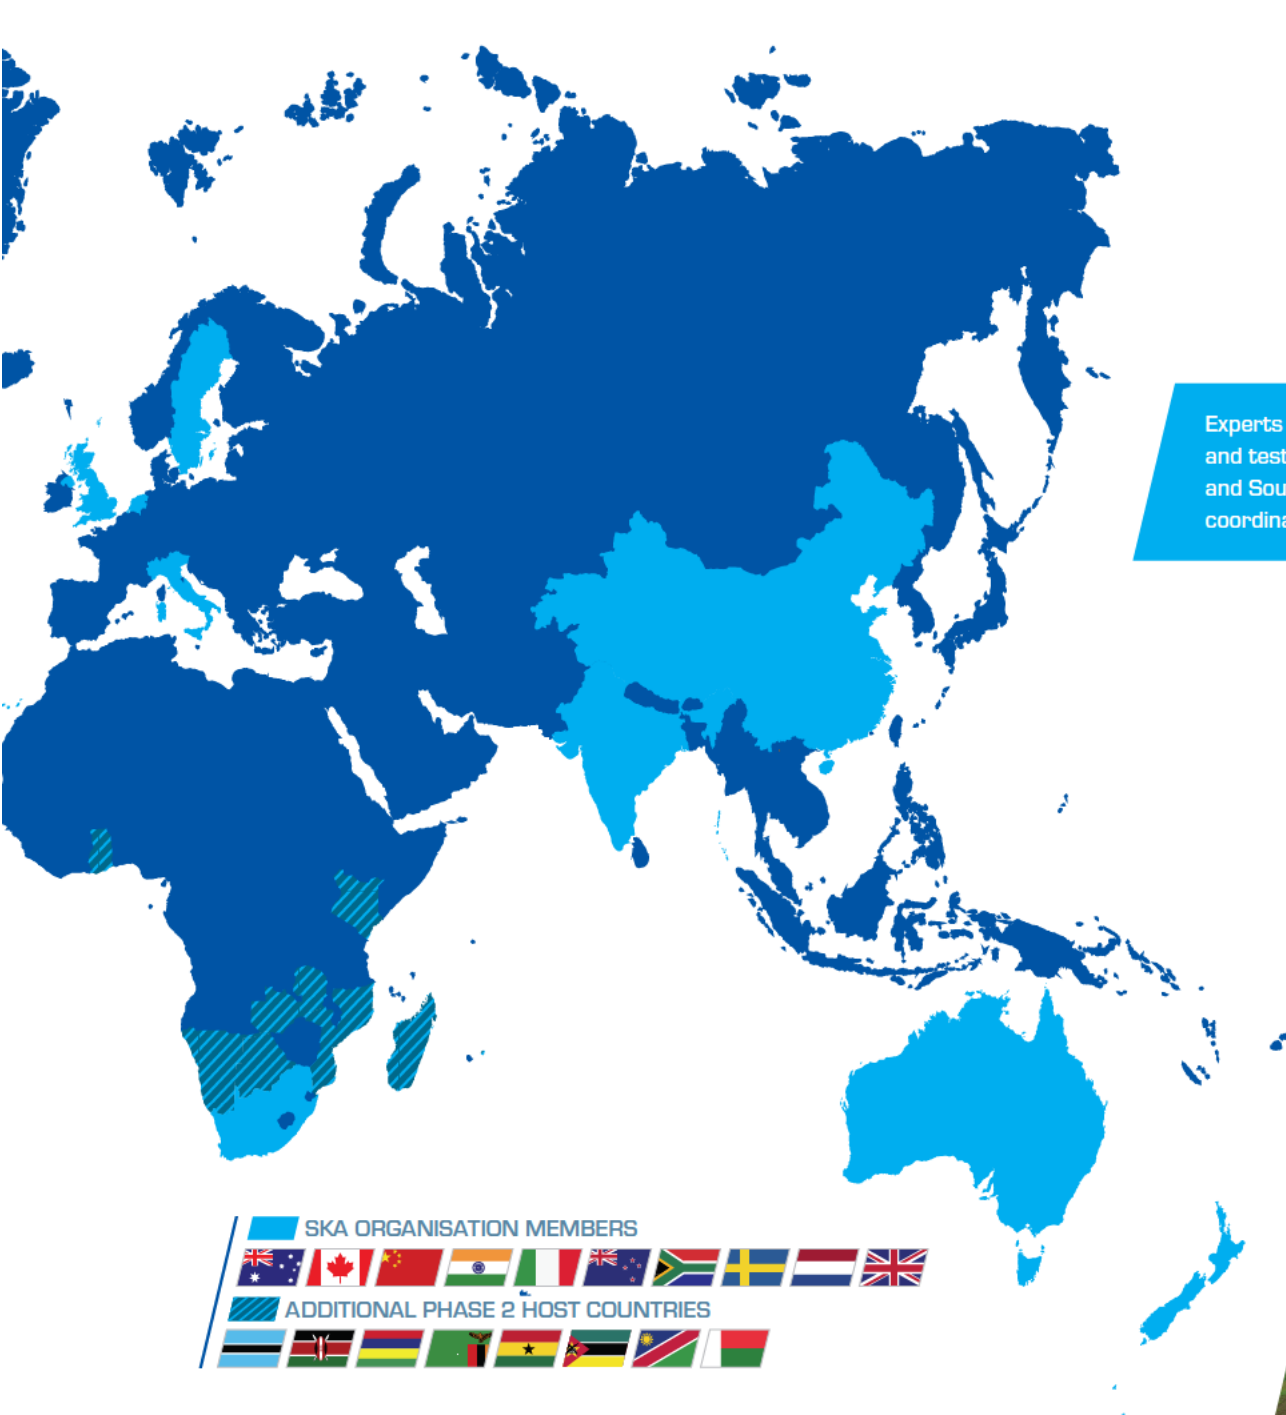 Experts
and test
and Sou
coordina
SKA ORGANISATION MEMBERS
ADDITIONAL PHASE 2 HOST COUNTRIES